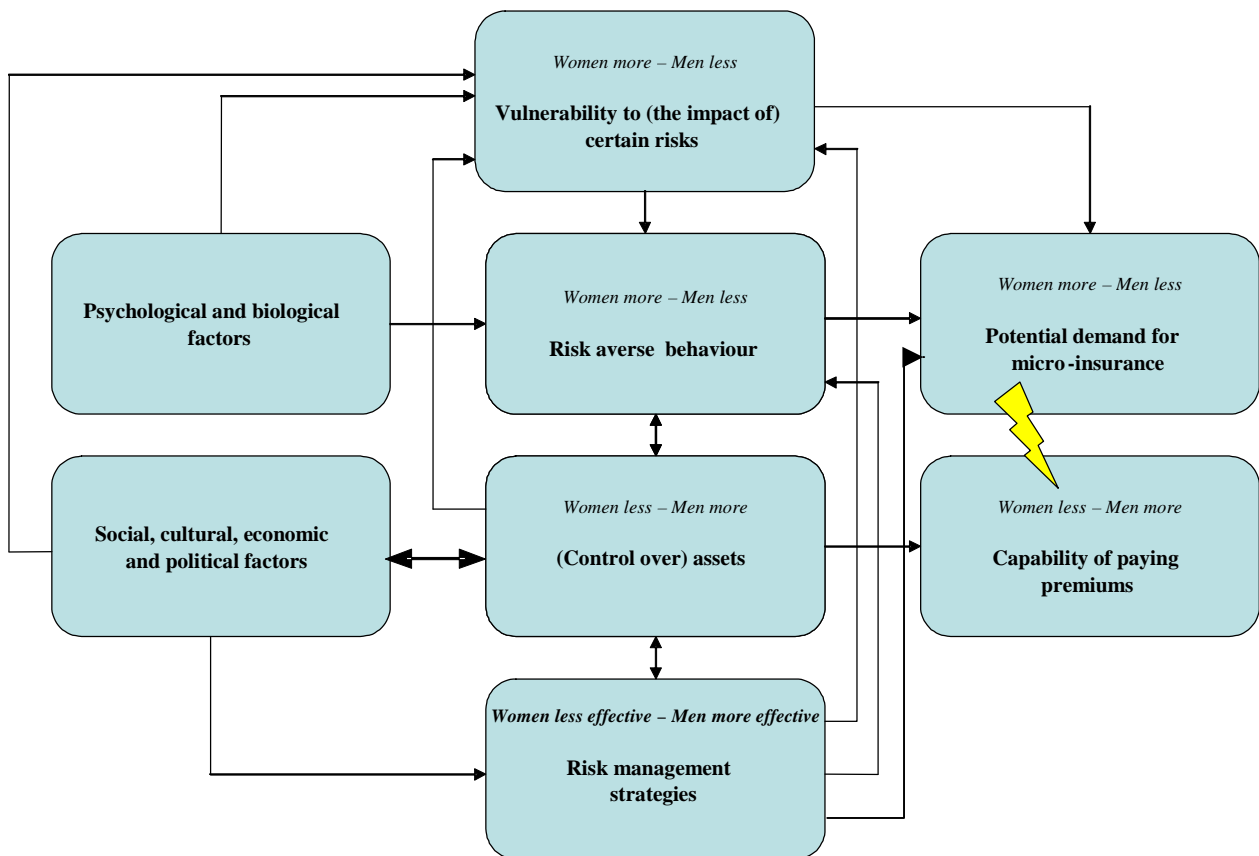 Women more – Men less
Vulnerability to (the impact of)
certain risks
Psychological and biological
factors
Women more – Men less
Risk averse behaviour
Women more – Men less
Potential demand for
micro-insurance
Social, cultural, economic
and political factors
Women less – Men more
(Control over) assets
Women less – Men more
Capability of paying
premiums
Women less effective – Men more effective
Risk management
strategies